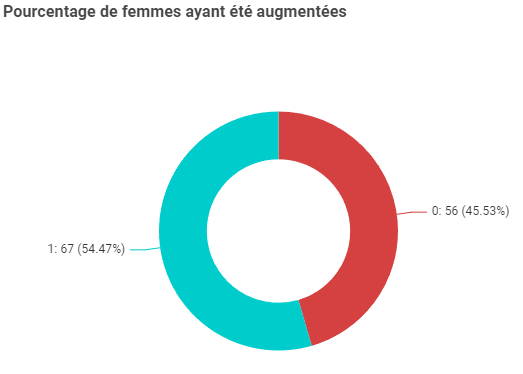 Pourcentage de femmes ayant été augmentées
0: 56 (45.53%)
1: 67 (54.47%)